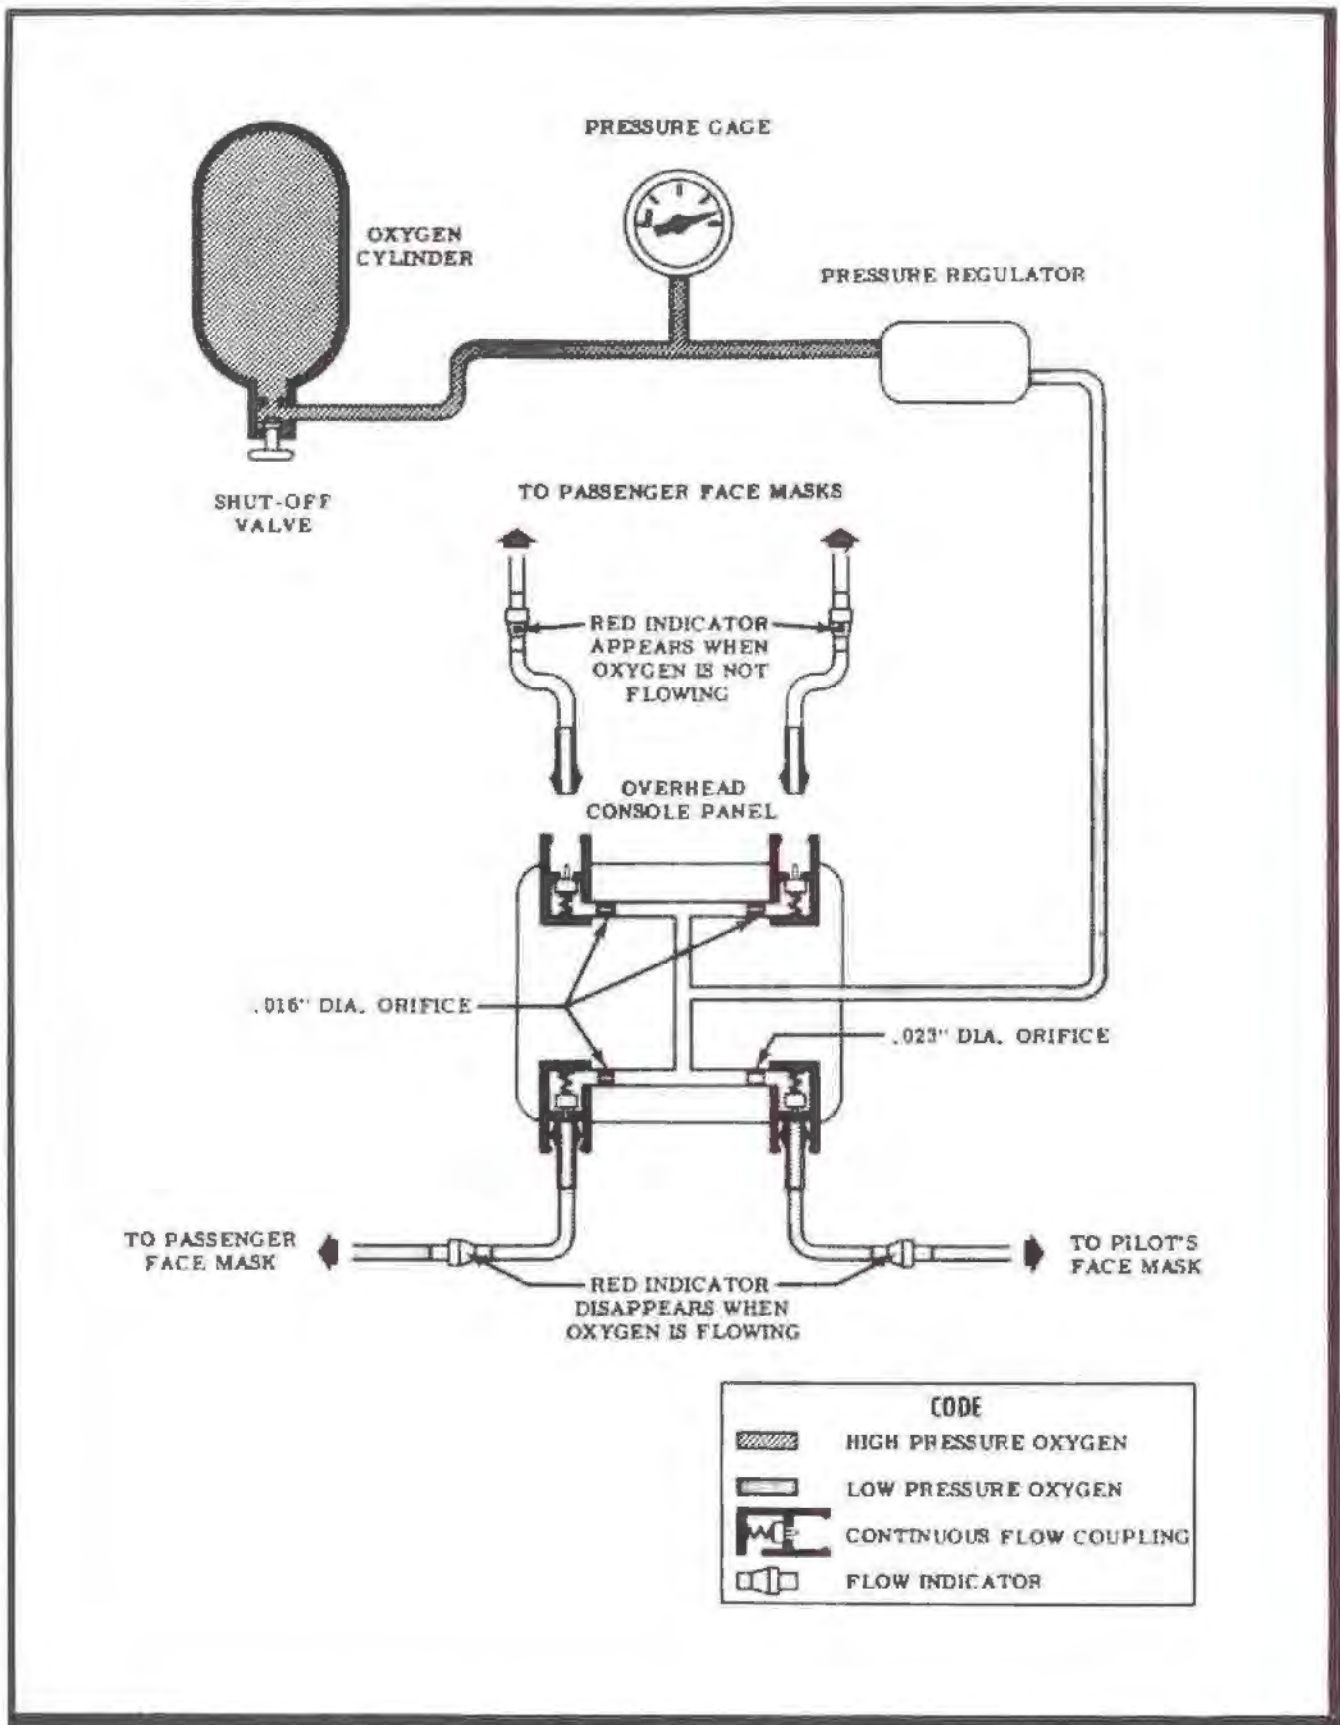 PRESSURE GAGE
OXYGEN
CYLINDER
PRESSURE REGULATOR
SHUT-OFF
VALVE
TO PASSENGER FACE MASKS
RED INDICATOR
APPEARS WHEN
OXYGEN IS NOT
FLOWING
OVERHEAD
CONSOLE PANEL
.016" DIA. ORIFICE
.023" DIA. ORIFICE
TO PASSENGER
FACE MASK
TO PILOT'S
FACE MASK
RED INDICATOR
DISAPPEARS WHEN
OXYGEN IS FLOWING
CODE
HIGH PRESSURE OXYGEN
LOW PRESSURE OXYGEN
CONTINUOUS FLOW COUPLING
FLOW INDICATOR